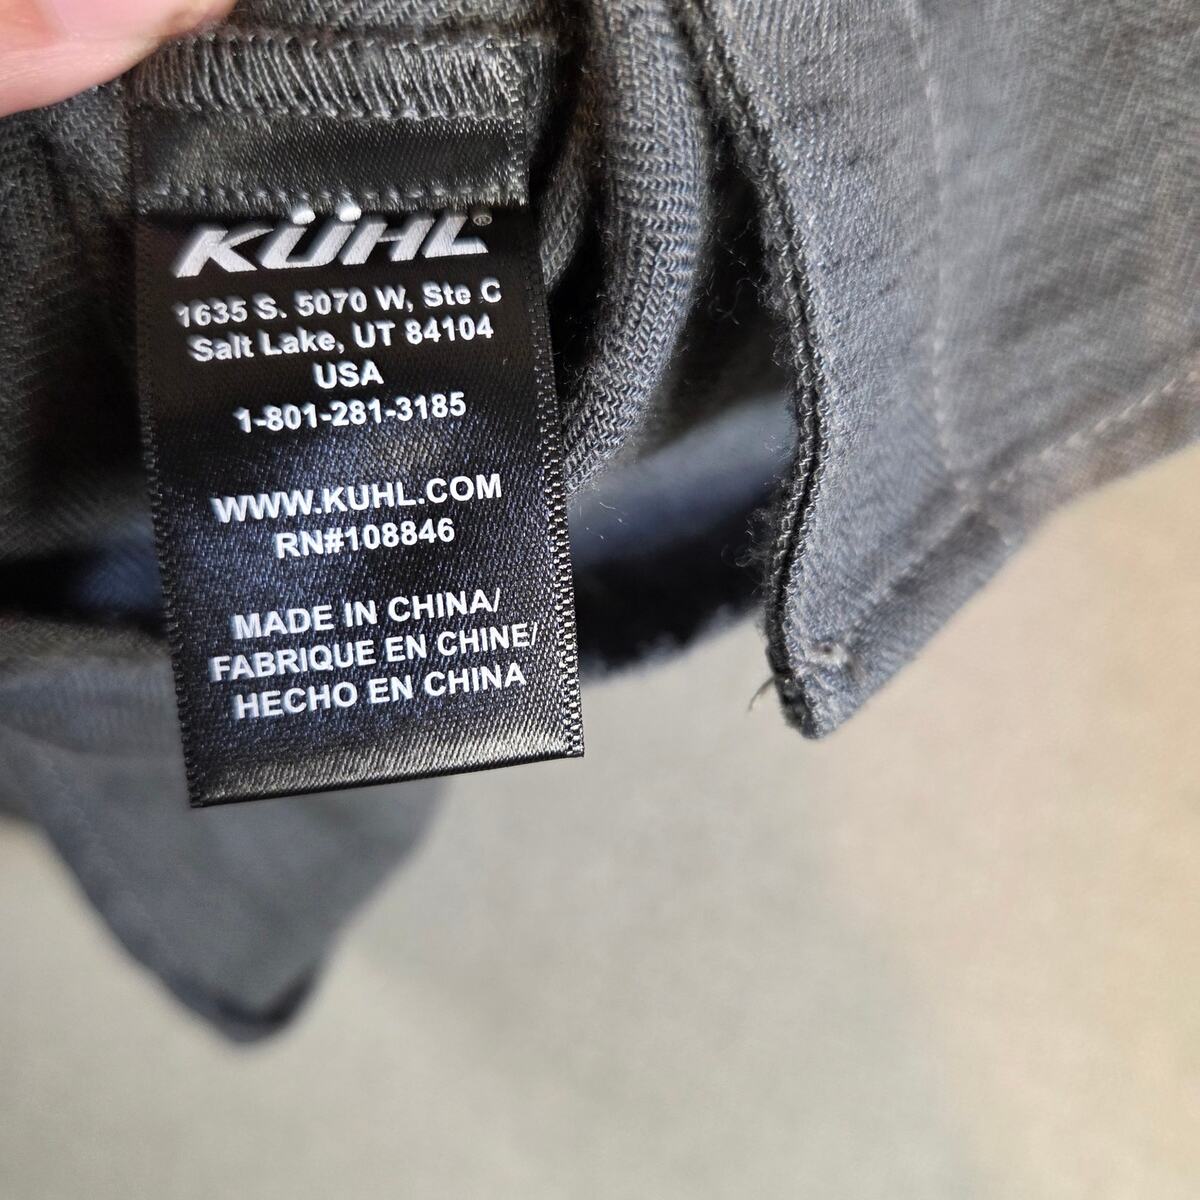 KÜHL®
1635 S. 5070 W, Ste C
Salt Lake, UT 84104
USA
1-801-281-3185
WWW.KUHL.COM
RN#108846
MADE IN CHINA/
FABRIQUE EN CHINE/
HECHO EN CHINA